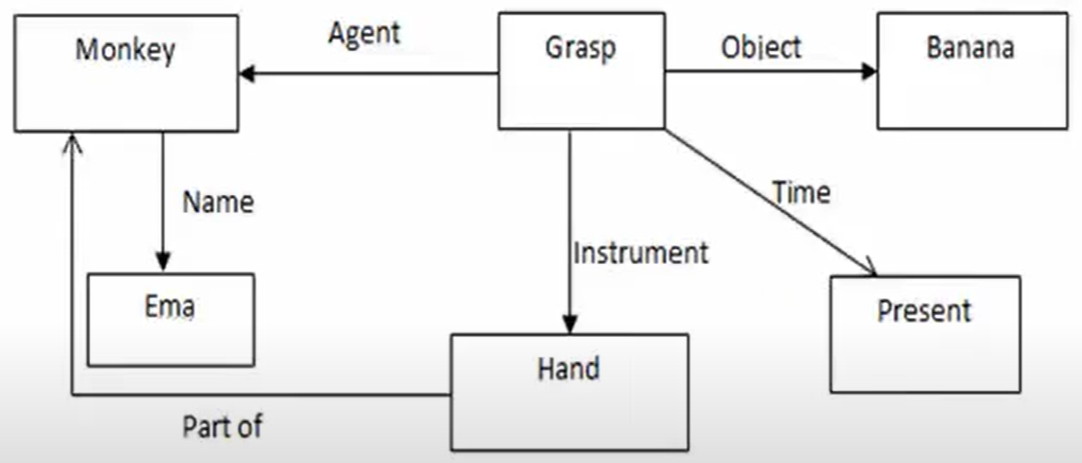 Monkey
Agent
Grasp
Object
Banana
Name
Time
Instrument
Ema
Present
Hand
Part of